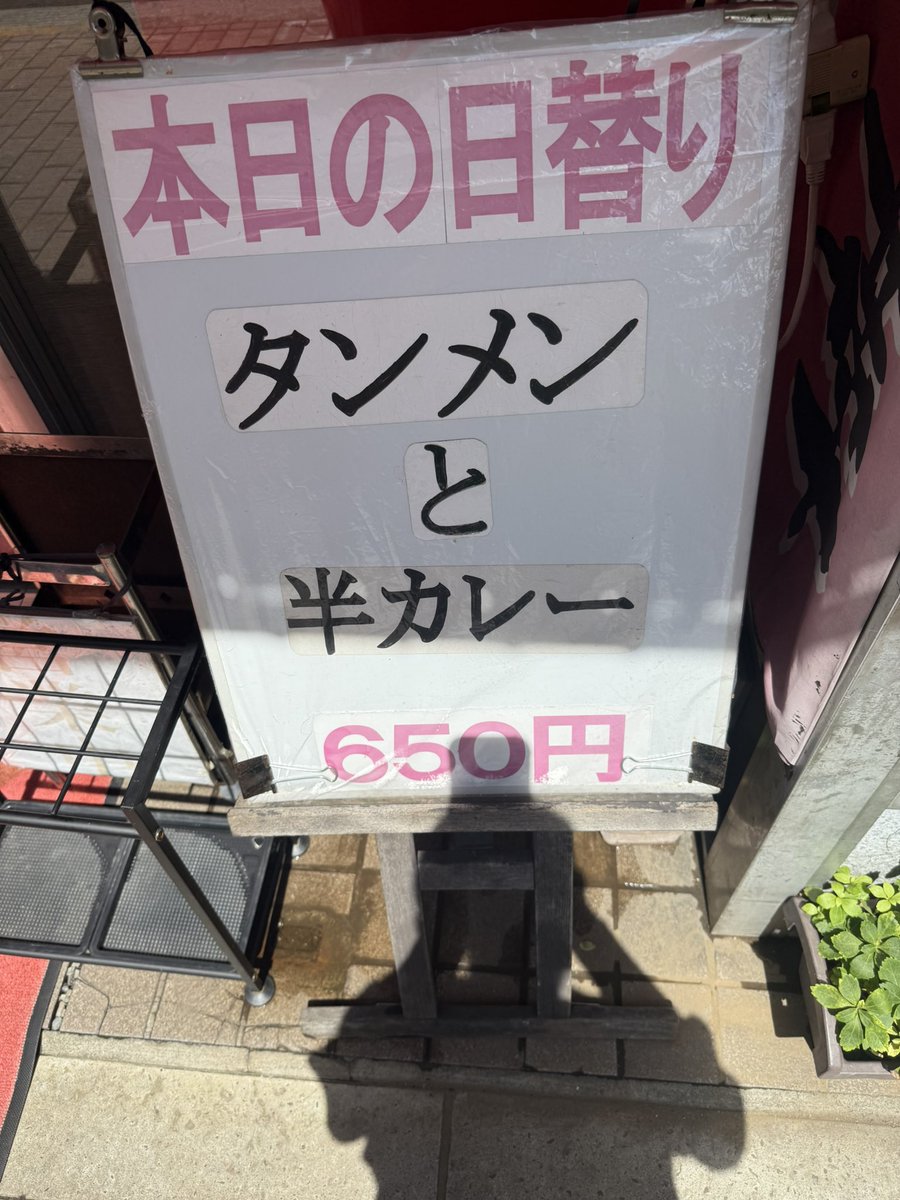 本日の日替り
タンメン
と
半カレー
650円